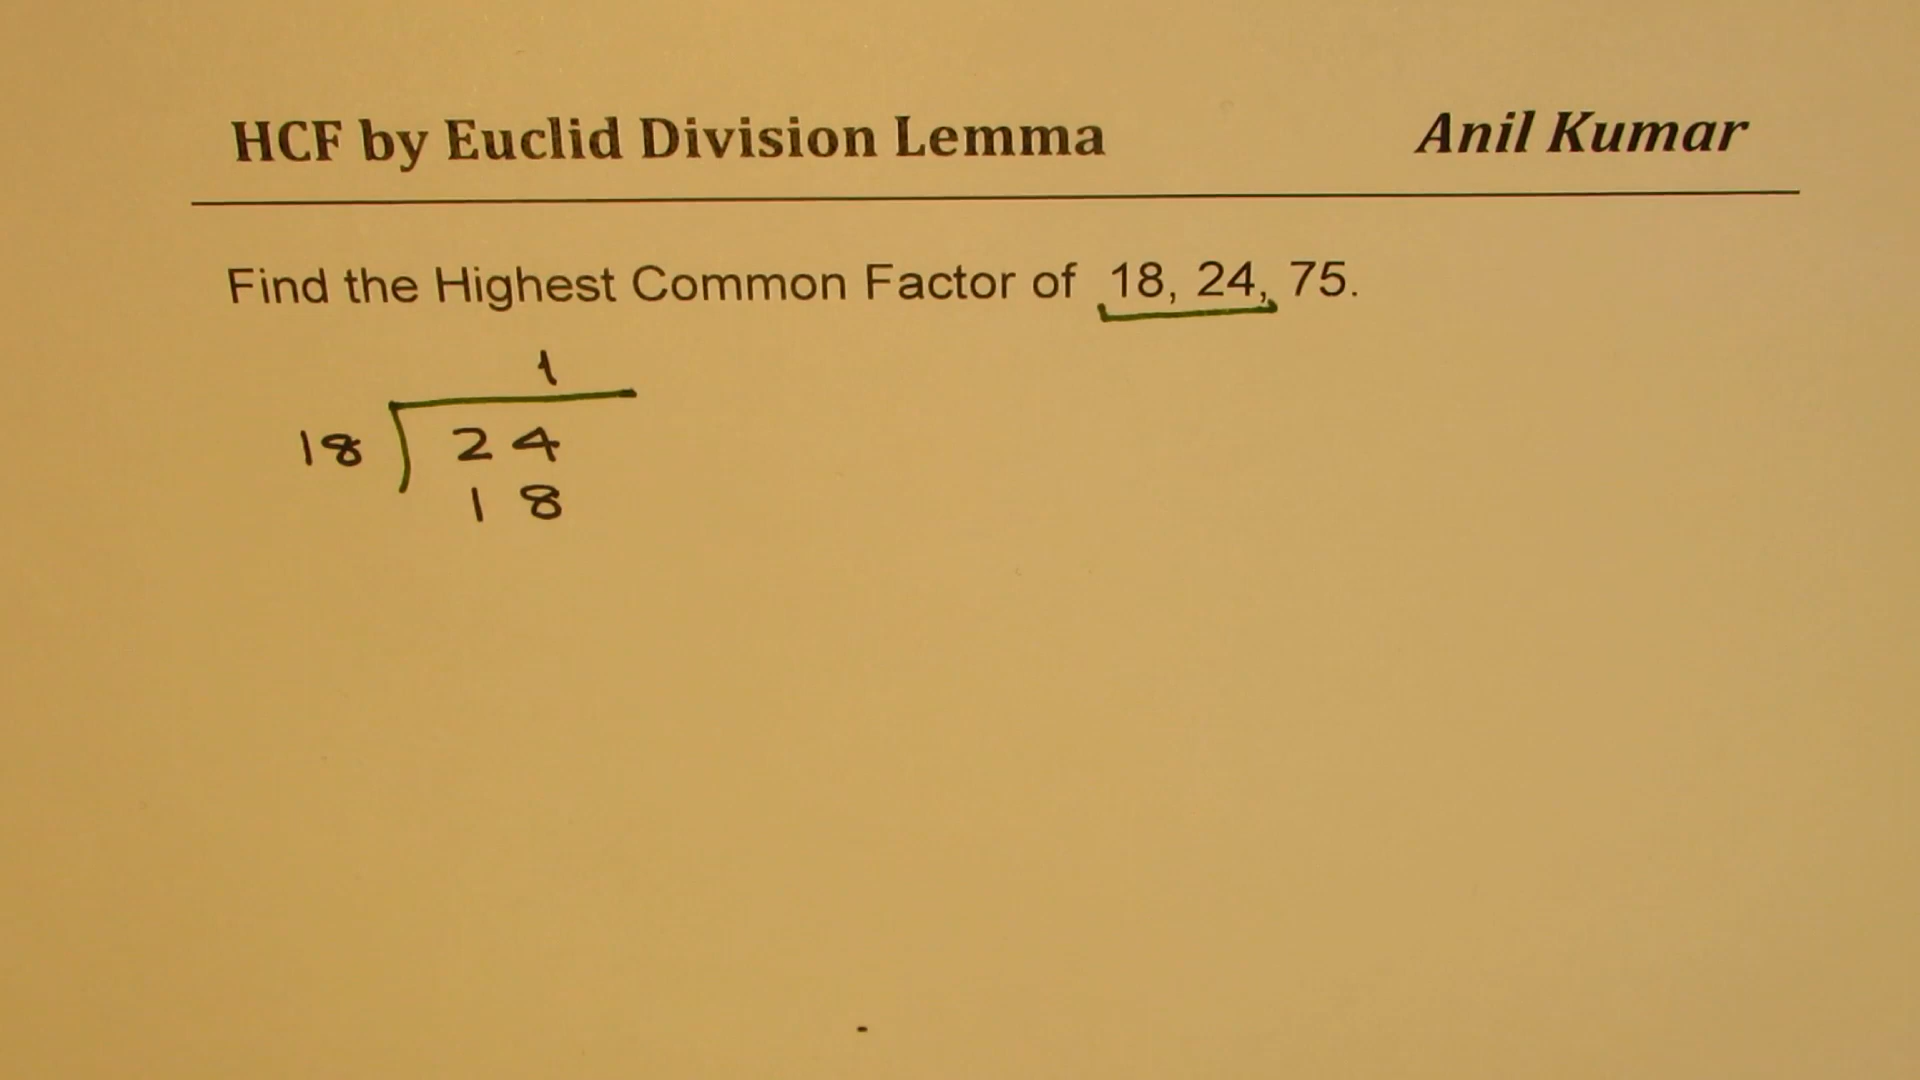 HCF by Euclid Division Lemma Anil Kumar
Find the Highest Common Factor of 18, 24, 75.
1
18 24
18